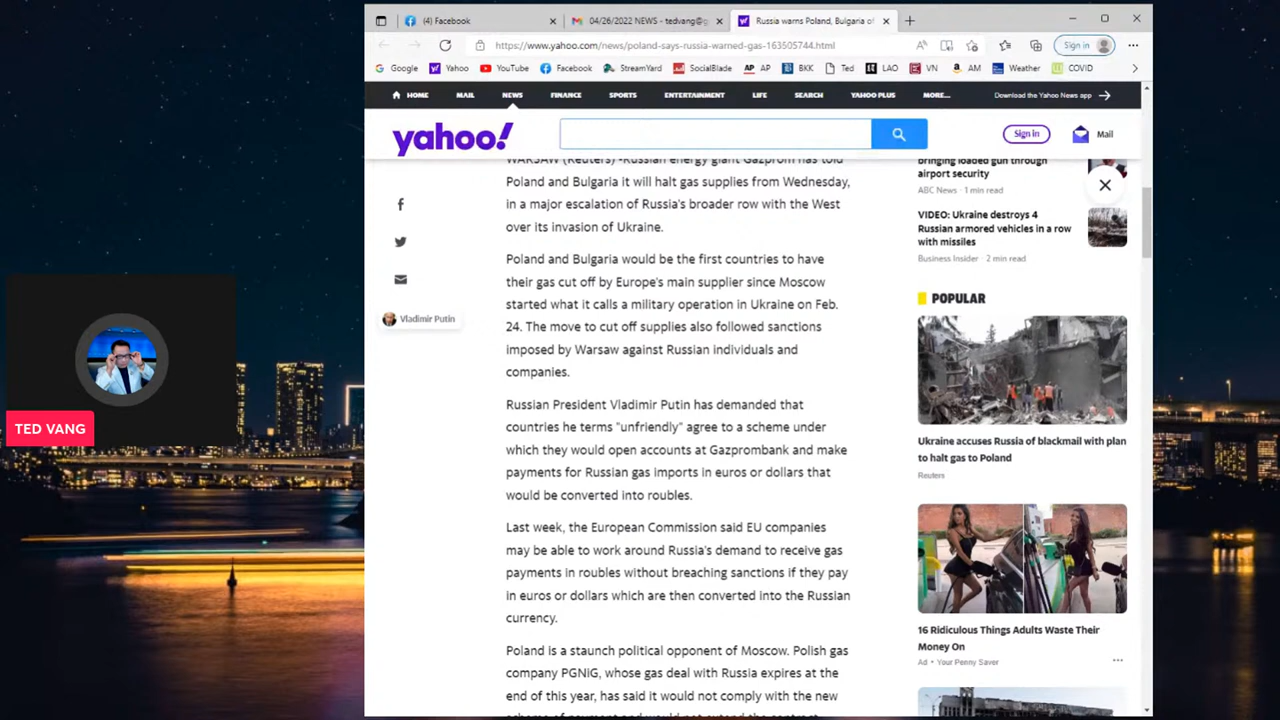 (4) Facebook
04/26/2022 NEWS - tedvang@g
Russia warns Poland, Bulgaria of
https://www.yahoo.com/news/poland-says-russia-warned-gas-163505744.html
Sign in
Google Yahoo YouTube Facebook StreamYard SocialBlade AP AP BKK Ted LAO VN AM Weather COVID
HOME MAIL NEWS FINANCE SPORTS ENTERTAINMENT LIFE SEARCH YAHOO PLUS MORE... Download the Yahoo News app
yahoo!
Sign in
Mail
WARSAW (Reuters) -Russian energy giant Gazprom has told
Poland and Bulgaria it will halt gas supplies from Wednesday,
in a major escalation of Russia's broader row with the West
over its invasion of Ukraine.
Poland and Bulgaria would be the first countries to have
their gas cut off by Europe's main supplier since Moscow
started what it calls a military operation in Ukraine on Feb.
24. The move to cut off supplies also followed sanctions
imposed by Warsaw against Russian individuals and
companies.
Russian President Vladimir Putin has demanded that
countries he terms "unfriendly" agree to a scheme under
which they would open accounts at Gazprombank and make
payments for Russian gas imports in euros or dollars that
would be converted into roubles.
Last week, the European Commission said EU companies
may be able to work around Russia's demand to receive gas
payments in roubles without breaching sanctions if they pay
in euros or dollars which are then converted into the Russian
currency.
Poland is a staunch political opponent of Moscow. Polish gas
company PGNiG, whose gas deal with Russia expires at the
end of this year, has said it would not comply with the new
scheme of payment and would not extend the contract
Vladimir Putin
bringing loaded gun through
airport security
ABC News · 1 min read
VIDEO: Ukraine destroys 4
Russian armored vehicles in a row
with missiles
Business Insider · 2 min read
POPULAR
Ukraine accuses Russia of blackmail with plan
to halt gas to Poland
Reuters
16 Ridiculous Things Adults Waste Their
Money On
Ad • Your Penny Saver
TED VANG